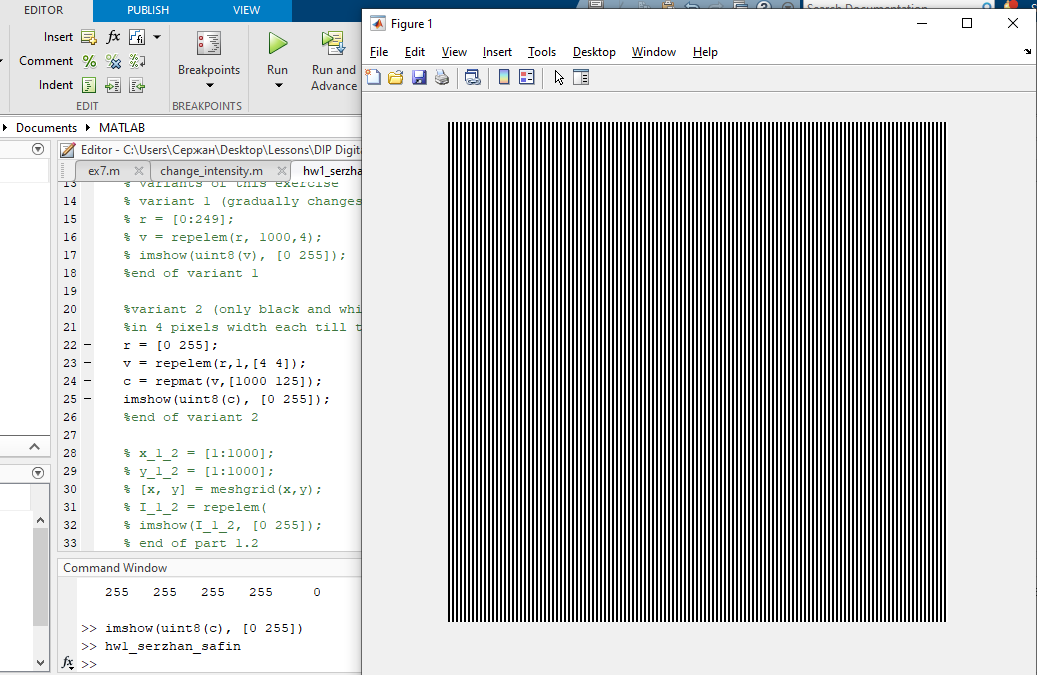 EDITOR PUBLISH VIEW
Search Documentation
Figure 1
File Edit View Insert Tools Desktop Window Help
Insert fx fi
Comment % %
Indent
Breakpoints
Run
Run and
Advance
EDIT
BREAKPOINTS
Documents MATLAB
Editor - C:\Users\Сержан\Desktop\Lessons\DIP Digit
ex7.m change_intensity.m hw1_serzha
13 % variants of this exercise
14 % variant 1 (gradually changes
15 % r = [0:249];
16 % v = repelem(r, 1000,4);
17 % imshow(uint8(v), [0 255]);
18 %end of variant 1
19
20 %variant 2 (only black and whi
21 %in 4 pixels width each till t
22 – r = [0 255];
23 – v = repelem(r,1,[4 4]);
24 – c = repmat(v,[1000 125]);
25 – imshow(uint8(c), [0 255]);
26 %end of variant 2
27
28 % x_1_2 = [1:1000];
29 % y_1_2 = [1:1000];
30 % [x, y] = meshgrid(x,y);
31 % I_1_2 = repelem(
32 % imshow(I_1_2, [0 255]);
33 % end of part 1.2
Command Window
255 255 255 255 0
>> imshow(uint8(c), [0 255])
>> hw1_serzhan_safin
fx >>